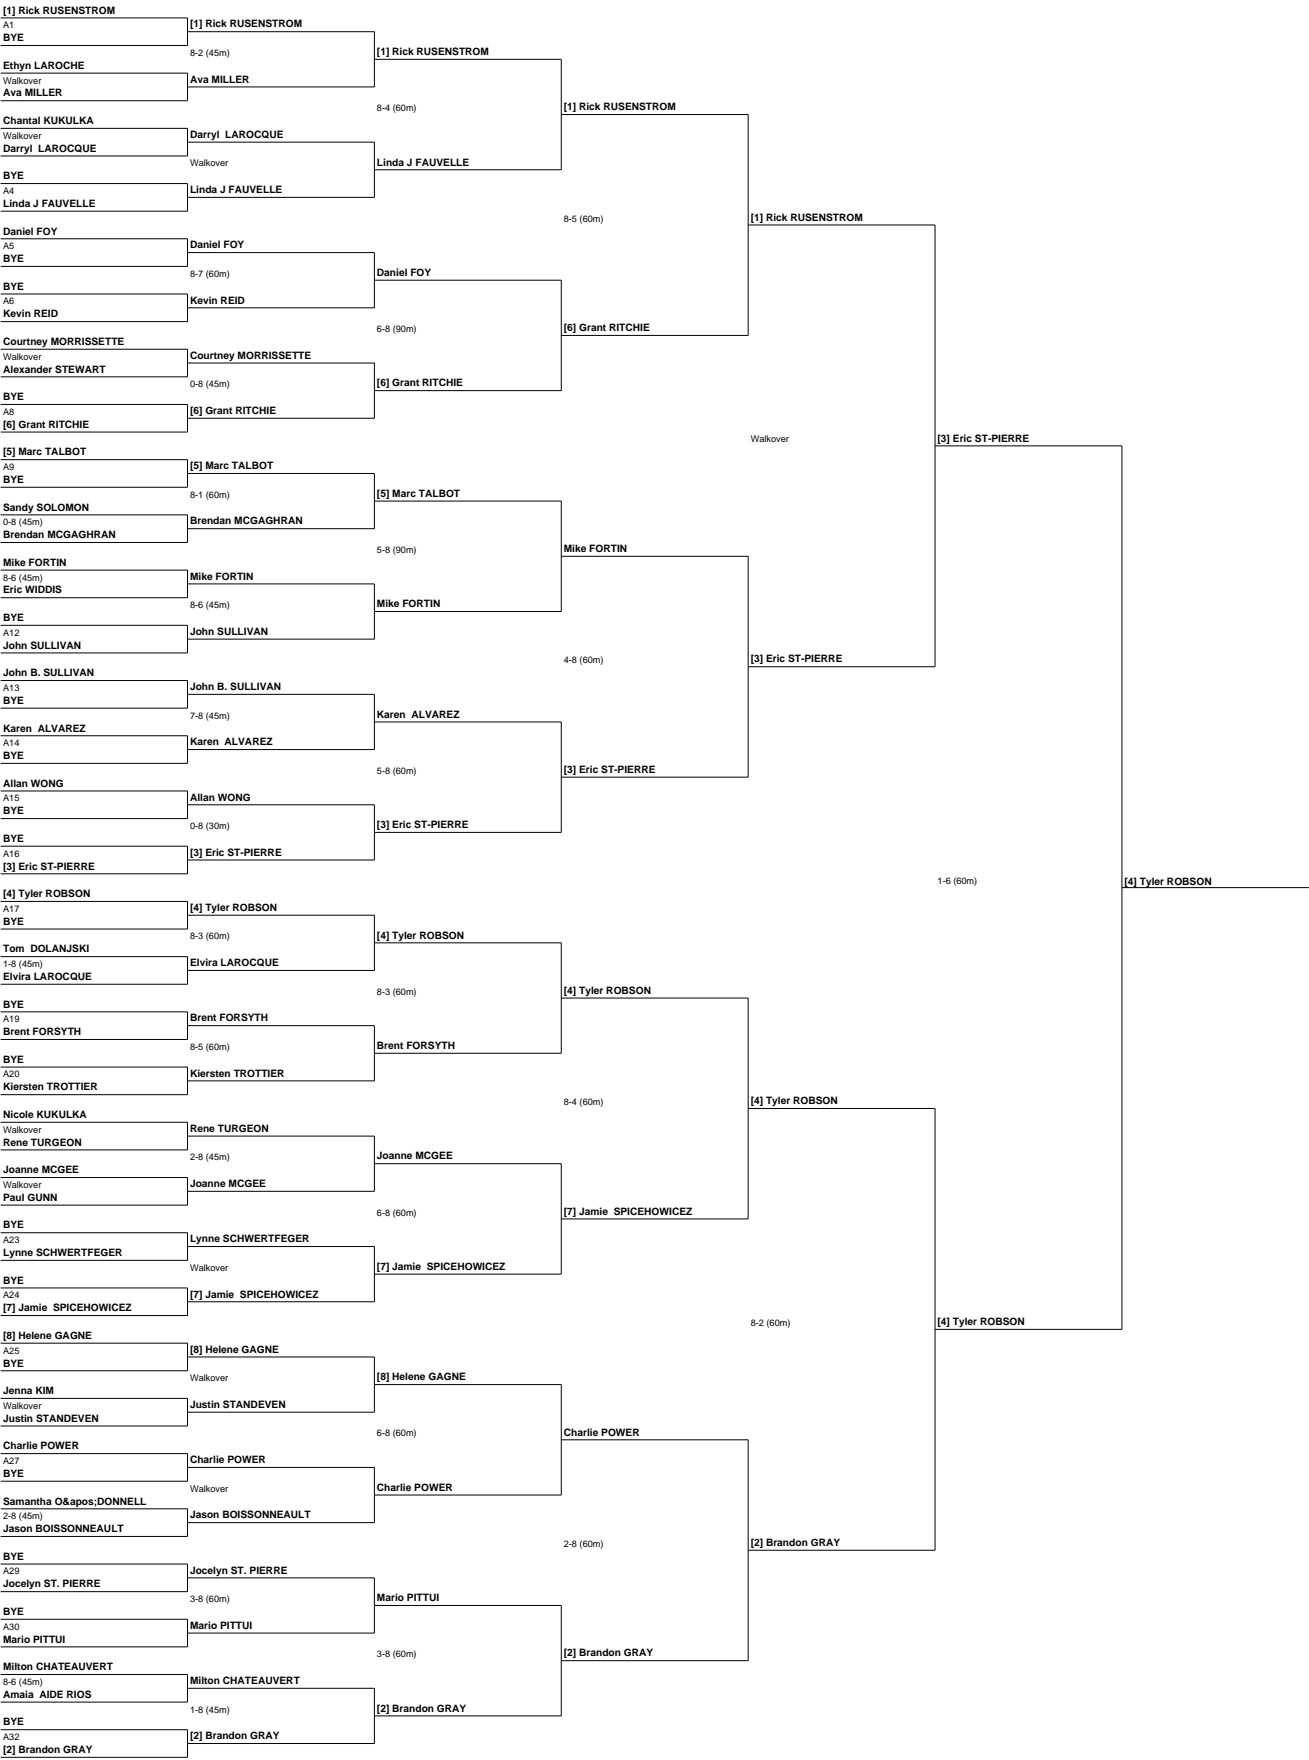 [1] Rick RUSENSTROM
A1
BYE
[1] Rick RUSENSTROM
8-2 (45m)
Ethyn LAROCHE
Walkover
Ava MILLER
Ava MILLER
[1] Rick RUSENSTROM
8-4 (60m)
Chantal KUKULKA
Walkover
Darryl  LAROCQUE
Darryl  LAROCQUE
Walkover
BYE
A4
Linda J FAUVELLE
Linda J FAUVELLE
Linda J FAUVELLE
[1] Rick RUSENSTROM
8-5 (60m)
Daniel FOY
A5
BYE
Daniel FOY
8-7 (60m)
BYE
A6
Kevin REID
Kevin REID
Daniel FOY
6-8 (90m)
Courtney MORRISSETTE
Walkover
Alexander STEWART
Courtney MORRISSETTE
0-8 (45m)
BYE
A8
[6] Grant RITCHIE
[6] Grant RITCHIE
[6] Grant RITCHIE
[6] Grant RITCHIE
[1] Rick RUSENSTROM
Walkover
[5] Marc TALBOT
A9
BYE
[5] Marc TALBOT
8-1 (60m)
Sandy SOLOMON
0-8 (45m)
Brendan MCGAGHRAN
Brendan MCGAGHRAN
[5] Marc TALBOT
5-8 (90m)
Mike FORTIN
8-6 (45m)
Eric WIDDIS
Mike FORTIN
8-6 (45m)
BYE
A12
John SULLIVAN
John SULLIVAN
Mike FORTIN
Mike FORTIN
4-8 (60m)
John B. SULLIVAN
A13
BYE
John B. SULLIVAN
7-8 (45m)
Karen  ALVAREZ
A14
BYE
Karen  ALVAREZ
Karen  ALVAREZ
5-8 (60m)
Allan WONG
A15
BYE
Allan WONG
0-8 (30m)
BYE
A16
[3] Eric ST-PIERRE
[3] Eric ST-PIERRE
[3] Eric ST-PIERRE
[3] Eric ST-PIERRE
[3] Eric ST-PIERRE
[3] Eric ST-PIERRE
1-6 (60m)
[4] Tyler ROBSON
[4] Tyler ROBSON
A17
BYE
[4] Tyler ROBSON
8-3 (60m)
Tom  DOLANJSKI
1-8 (45m)
Elvira LAROCQUE
Elvira LAROCQUE
[4] Tyler ROBSON
8-3 (60m)
BYE
A19
Brent FORSYTH
Brent FORSYTH
8-5 (60m)
BYE
A20
Kiersten TROTTIER
Kiersten TROTTIER
Brent FORSYTH
[4] Tyler ROBSON
8-4 (60m)
Nicole KUKULKA
Walkover
Rene TURGEON
Rene TURGEON
2-8 (45m)
Joanne MCGEE
Walkover
Paul GUNN
Joanne MCGEE
Joanne MCGEE
6-8 (60m)
BYE
A23
Lynne SCHWERTFEGER
Lynne SCHWERTFEGER
Walkover
BYE
A24
[7] Jamie  SPICEHOWICEZ
[7] Jamie  SPICEHOWICEZ
[7] Jamie  SPICEHOWICEZ
[7] Jamie  SPICEHOWICEZ
[4] Tyler ROBSON
8-2 (60m)
[4] Tyler ROBSON
[8] Helene GAGNE
A25
BYE
[8] Helene GAGNE
Walkover
Jenna KIM
Walkover
Justin STANDEVEN
Justin STANDEVEN
[8] Helene GAGNE
6-8 (60m)
Charlie POWER
A27
BYE
Charlie POWER
Walkover
Samantha O&apos;DONNELL
2-8 (45m)
Jason BOISSONNEAULT
Jason BOISSONNEAULT
Charlie POWER
Charlie POWER
2-8 (60m)
BYE
A29
Jocelyn ST. PIERRE
Jocelyn ST. PIERRE
3-8 (60m)
BYE
A30
Mario PITTUI
Mario PITTUI
Mario PITTUI
3-8 (60m)
Milton CHATEAUVERT
8-6 (45m)
Amaia  AIDE RIOS
Milton CHATEAUVERT
1-8 (45m)
BYE
A32
[2] Brandon GRAY
[2] Brandon GRAY
[2] Brandon GRAY
[2] Brandon GRAY
[2] Brandon GRAY